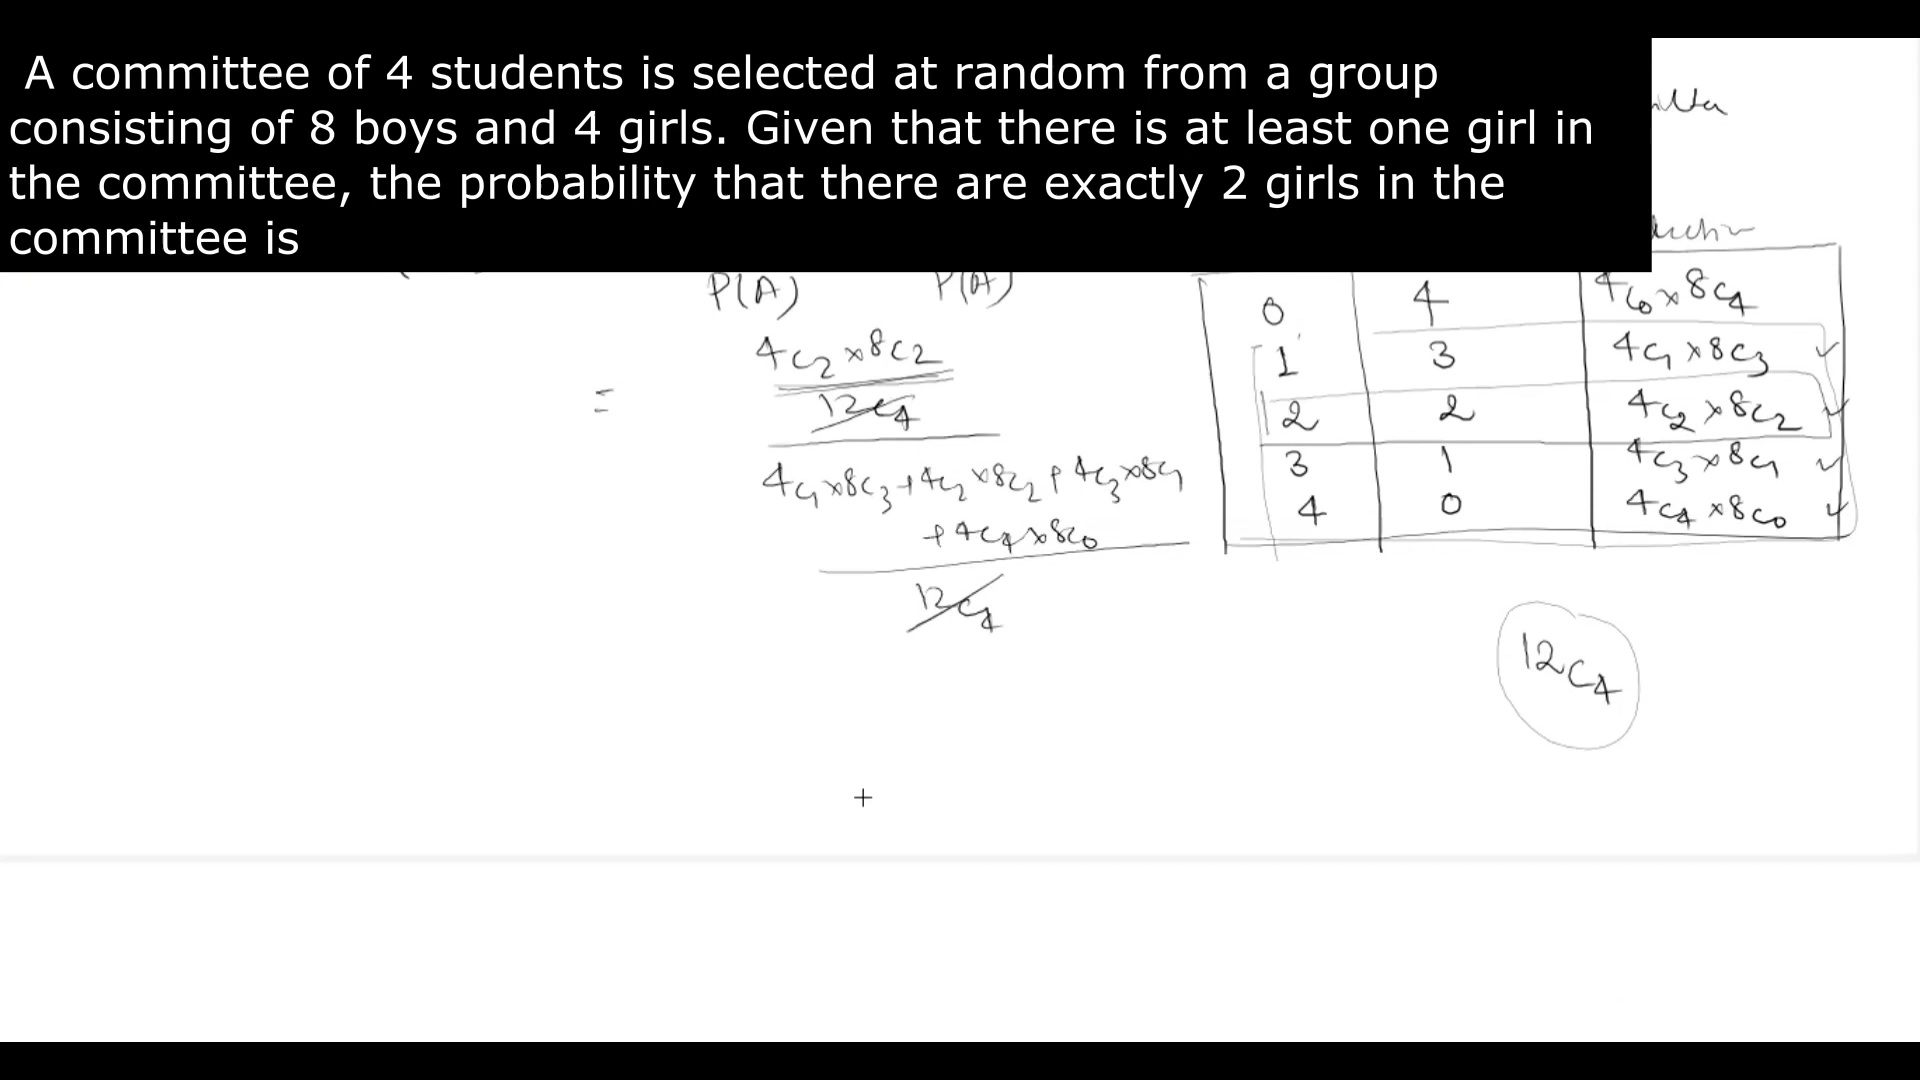 A committee of 4 students is selected at random from a group
consisting of 8 boys and 4 girls. Given that there is at least one girl in
the committee, the probability that there are exactly 2 girls in the
committee is
P(A) P(A)
4C2 x 8C2
=
12C4
4C1 x 8C3 + 4C2 x 8C2 + 4C3 x 8C1
+ 4C4 x 8C0
12C4
0 4 4C0 x 8C4
1 3 4C1 x 8C3 ✓
2 2 4C2 x 8C2 ✓
3 1 4C3 x 8C1 ✓
4 0 4C4 x 8C0 ✓
12C4